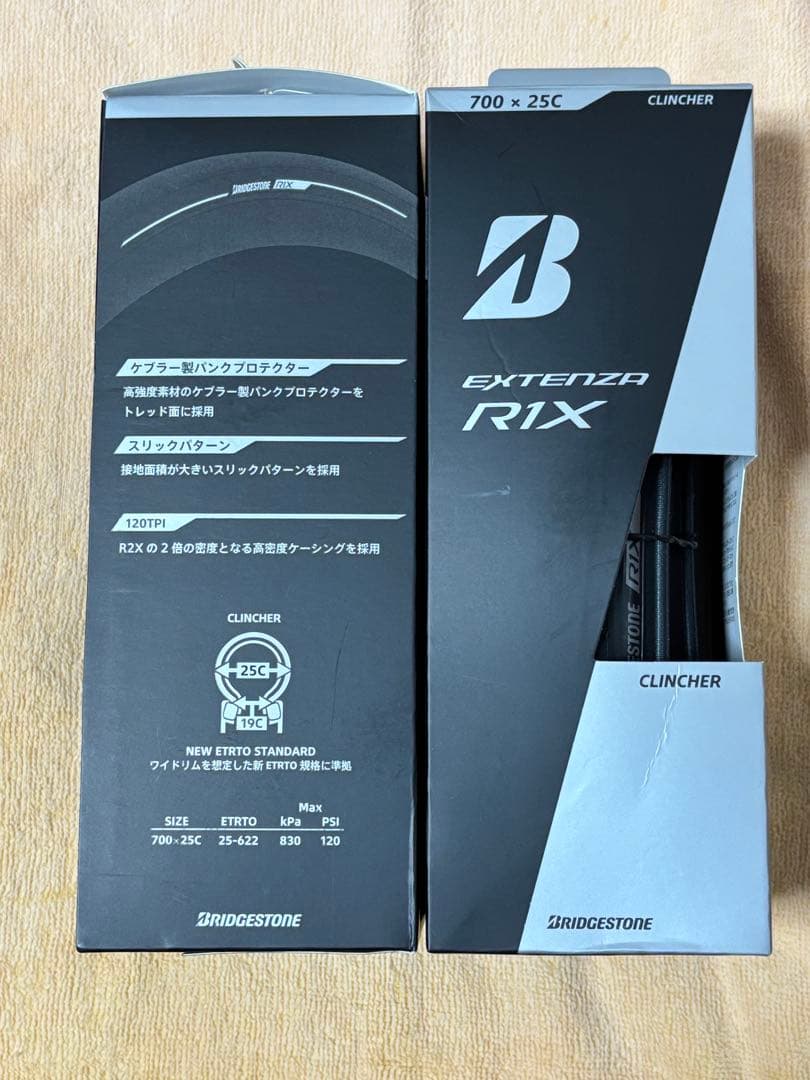 BRIDGESTONE R1X
ケブラー製パンクプロテクター
高強度素材のケブラー製パンクプロテクターを
トレッド面に採用
スリックパターン
接地面積が大きいスリックパターンを採用
120TPI
R2Xの2倍の密度となる高密度ケーシングを採用
CLINCHER
25C
19C
NEW ETRTO STANDARD
ワイドリムを想定した新ETRTO規格に準拠
Max
SIZE ETRTO kPa PSI
700×25C 25-622 830 120
BRIDGESTONE
700 × 25C CLINCHER
B
EXTENZA
R1X
ESTONE R1X
CLINCHER
BRIDGESTONE